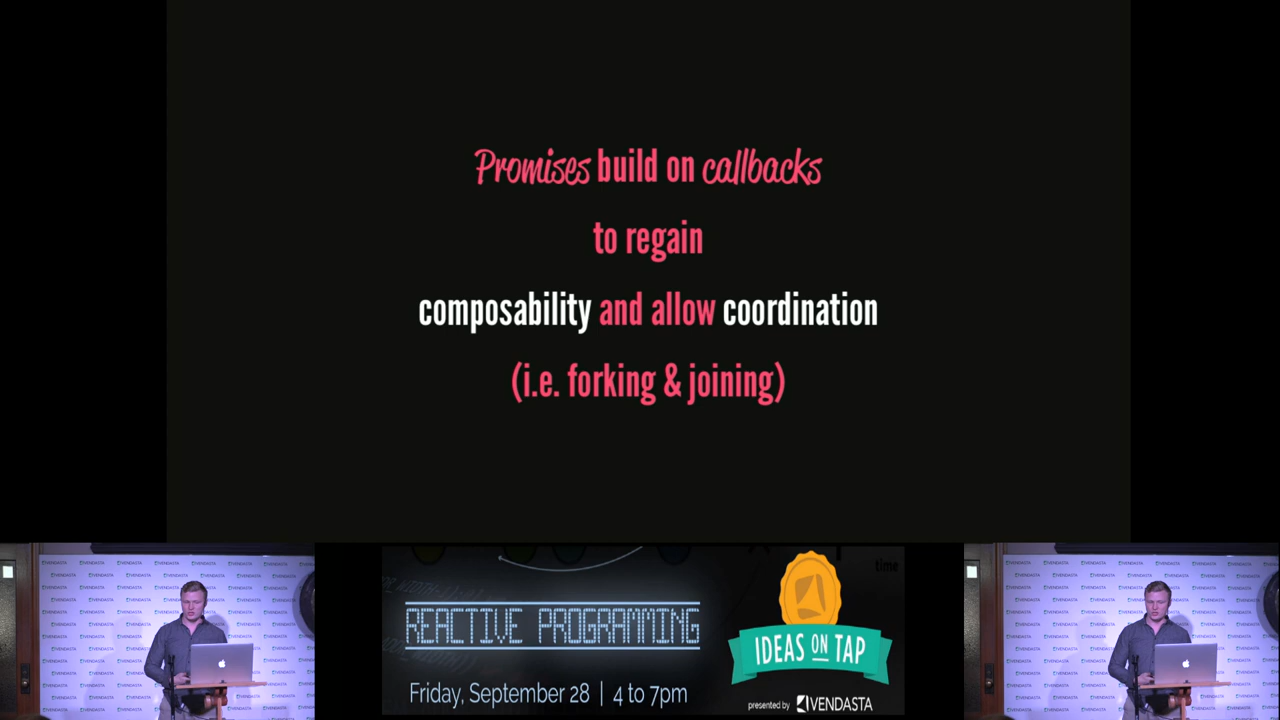 Promises build on callbacks
to regain
composability and allow coordination
(i.e. forking & joining)
time
REACTIVE PROGRAMMING
Friday, September 28 | 4 to 7pm
IDEAS ON TAP
presented by VENDASTA